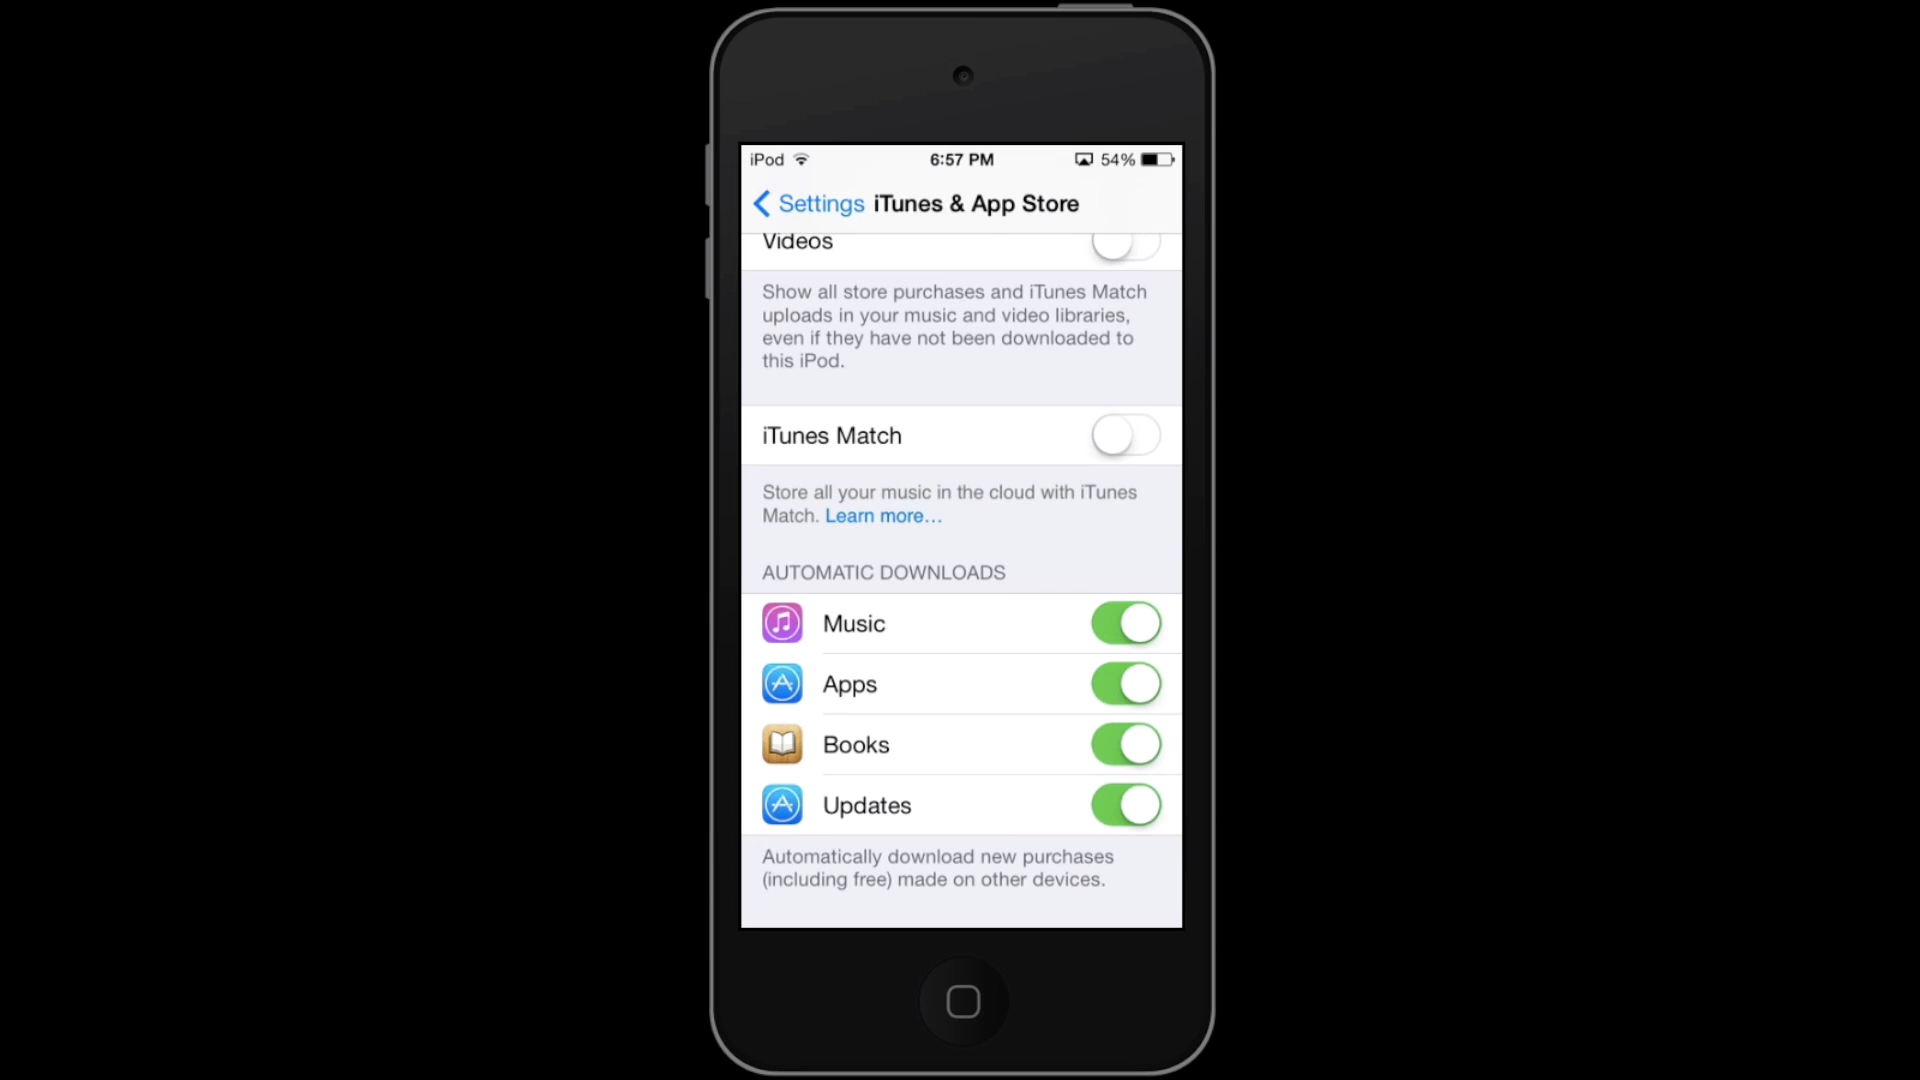 iPod 6:57 PM 54%
Settings iTunes & App Store
Videos
Show all store purchases and iTunes Match
uploads in your music and video libraries,
even if they have not been downloaded to
this iPod.
iTunes Match
Store all your music in the cloud with iTunes
Match. Learn more...
AUTOMATIC DOWNLOADS
Music
Apps
Books
Updates
Automatically download new purchases
(including free) made on other devices.